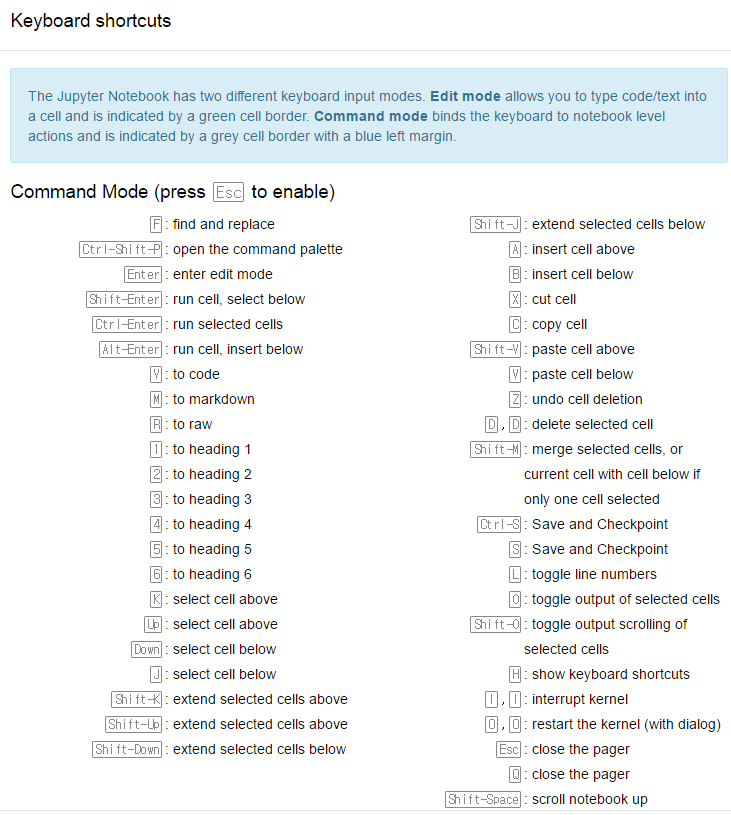 Keyboard shortcuts
The Jupyter Notebook has two different keyboard input modes. Edit mode allows you to type code/text into
a cell and is indicated by a green cell border. Command mode binds the keyboard to notebook level
actions and is indicated by a grey cell border with a blue left margin.
Command Mode (press Esc to enable)
F : find and replace
Ctrl-Shift-P : open the command palette
Enter : enter edit mode
Shift-Enter : run cell, select below
Ctrl-Enter : run selected cells
Alt-Enter : run cell, insert below
Y : to code
M : to markdown
R : to raw
1 : to heading 1
2 : to heading 2
3 : to heading 3
4 : to heading 4
5 : to heading 5
6 : to heading 6
K : select cell above
Up : select cell above
Down : select cell below
J : select cell below
Shift-K : extend selected cells above
Shift-Up : extend selected cells above
Shift-Down : extend selected cells below
Shift-J : extend selected cells below
A : insert cell above
B : insert cell below
X : cut cell
C : copy cell
Shift-V : paste cell above
V : paste cell below
Z : undo cell deletion
D , D : delete selected cell
Shift-M : merge selected cells, or
current cell with cell below if
only one cell selected
Ctrl-S : Save and Checkpoint
S : Save and Checkpoint
L : toggle line numbers
O : toggle output of selected cells
Shift-O : toggle output scrolling of
selected cells
H : show keyboard shortcuts
I , I : interrupt kernel
0 , 0 : restart the kernel (with dialog)
Esc : close the pager
Q : close the pager
Shift-Space : scroll notebook up